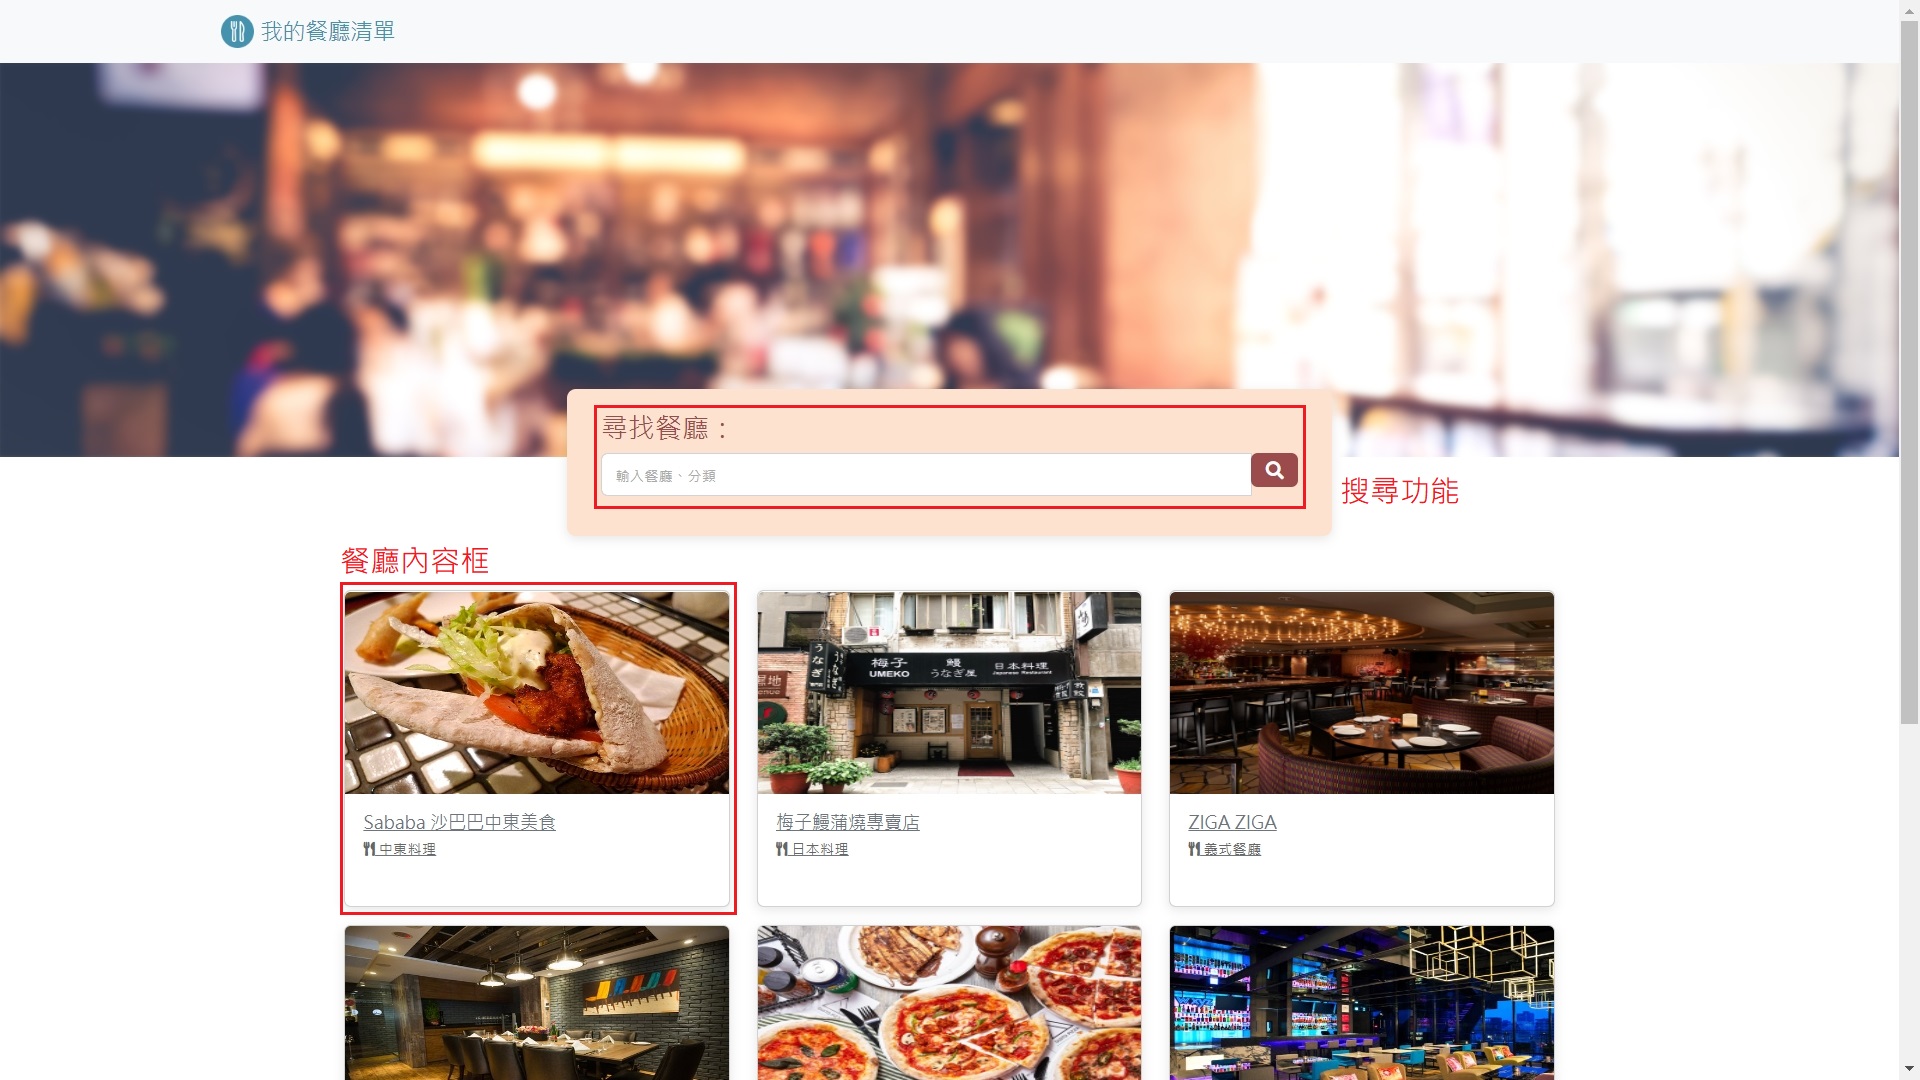 我的餐廳清單
尋找餐廳：
輸入餐廳、分類
搜尋功能
餐廳內容框
梅子
UMEKO
鰻
うなぎ屋
日本料理
Japanese Restaurant
うなぎ
Sababa 沙巴巴中東美食
中東料理
梅子鰻蒲燒專賣店
日本料理
ZIGA ZIGA
義式餐廳